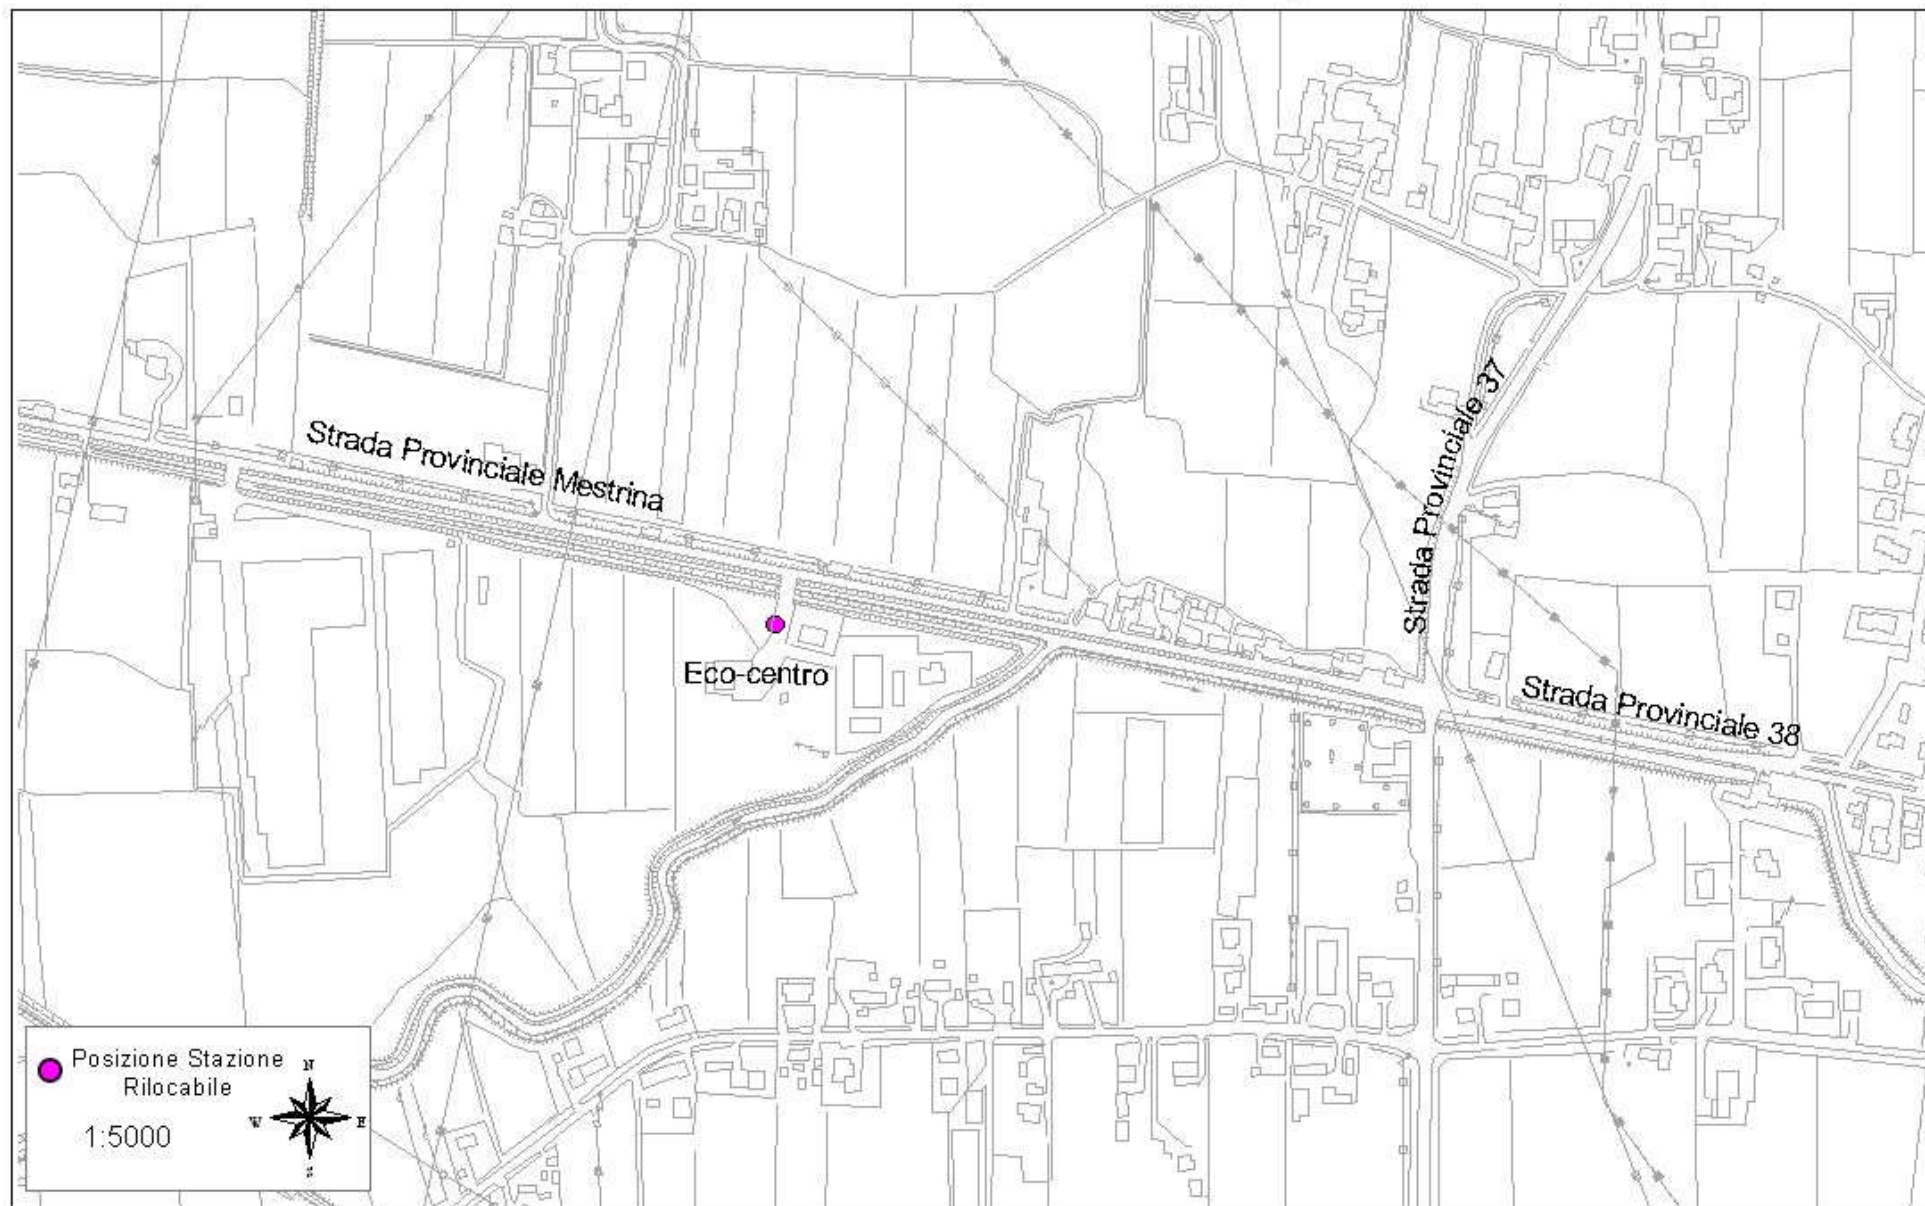 Strada Provinciale 37
Strada Provinciale Mestrina
Eco-centro
Strada Provinciale 38
Posizione Stazione
Rilocabile
1:5000
N
W
E
S